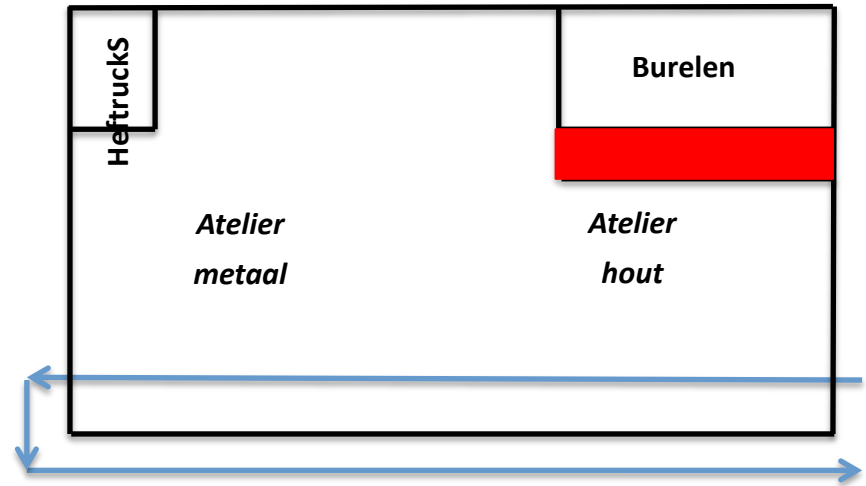 HeftruckS
Burelen
Atelier
metaal
Atelier
hout